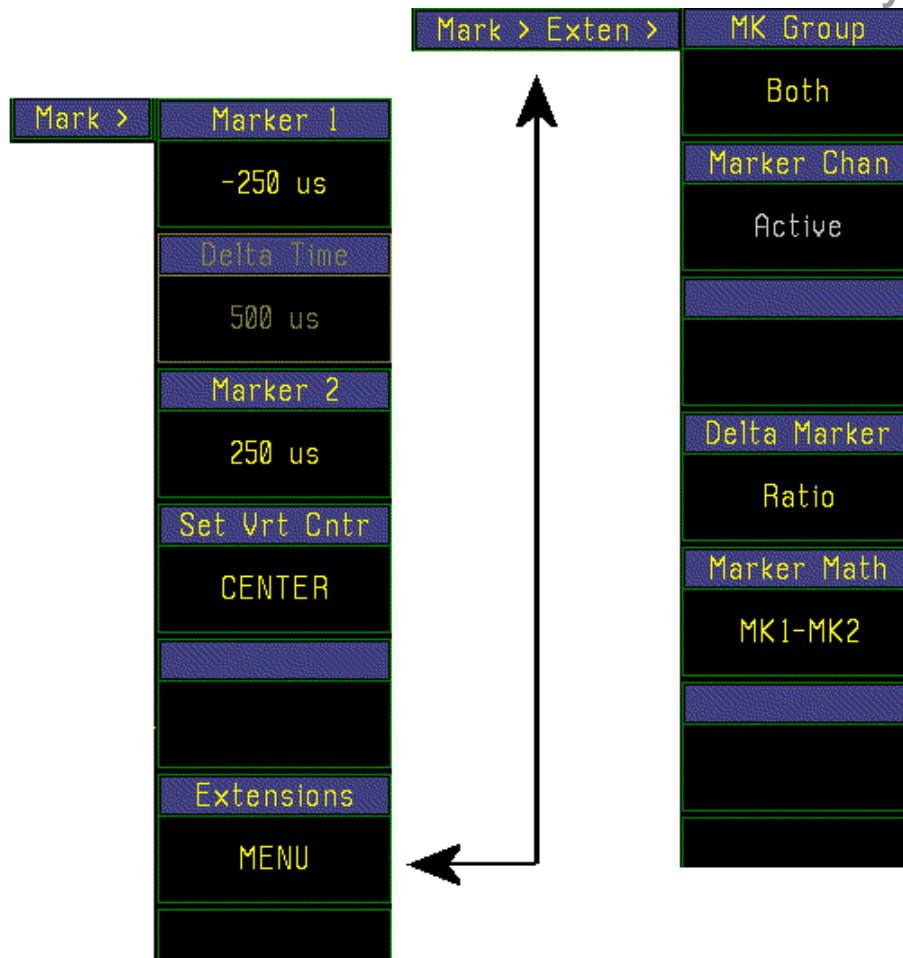 Mark >
Marker 1
-250 us
Delta Time
500 us
Marker 2
250 us
Set Vrt Cntr
CENTER
Extensions
MENU
Mark > Exten >
MK Group
Both
Marker Chan
Active
Delta Marker
Ratio
Marker Math
MK1-MK2